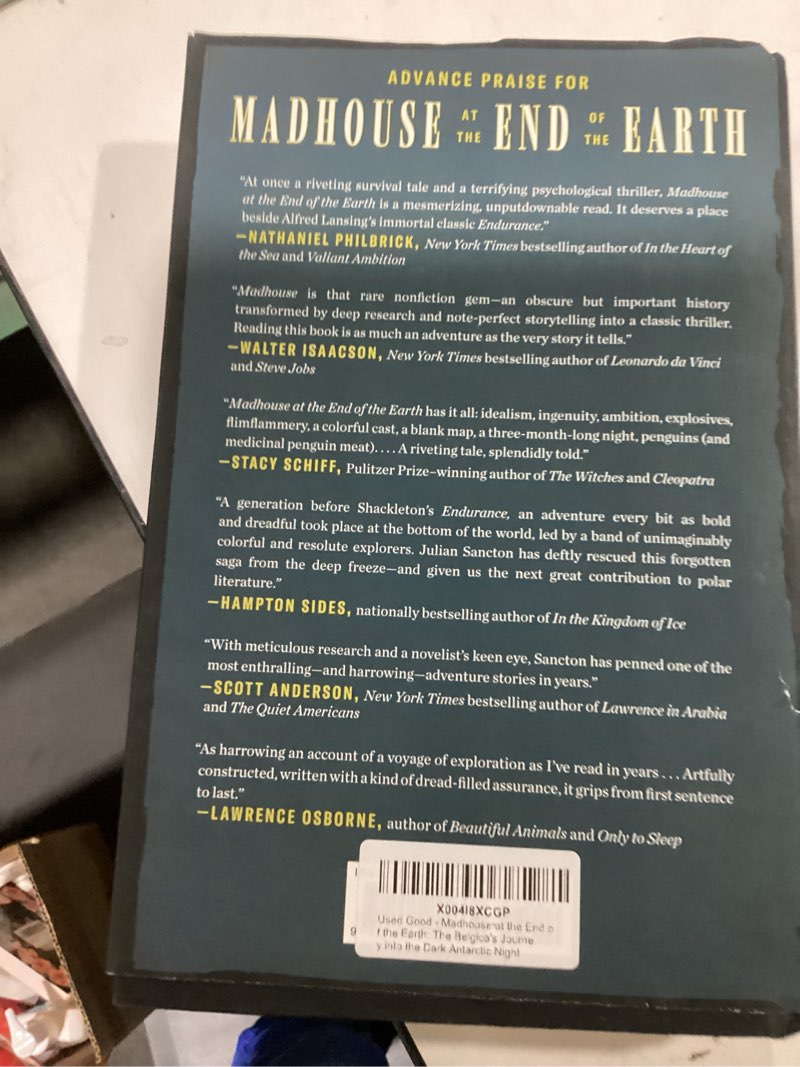 ADVANCE PRAISE FOR
MADHOUSE AT THE END OF THE EARTH
“At once a riveting survival tale and a terrifying psychological thriller, Madhouse
at the End of the Earth is a mesmerizing, unputdownable read. It deserves a place
beside Alfred Lansing’s immortal classic Endurance.”
—NATHANIEL PHILBRICK, New York Times bestselling author of In the Heart of
the Sea and Valiant Ambition
“Madhouse is that rare nonfiction gem—an obscure but important history
transformed by deep research and note-perfect storytelling into a classic thriller.
Reading this book is as much an adventure as the very story it tells.”
—WALTER ISAACSON, New York Times bestselling author of Leonardo da Vinci
and Steve Jobs
“Madhouse at the End of the Earth has it all: idealism, ingenuity, ambition, explosives,
flimflammery, a colorful cast, a blank map, a three-month-long night, penguins (and
medicinal penguin meat). . . . A riveting tale, splendidly told.”
—STACY SCHIFF, Pulitzer Prize–winning author of The Witches and Cleopatra
“A generation before Shackleton’s Endurance, an adventure every bit as bold
and dreadful took place at the bottom of the world, led by a band of unimaginably
colorful and resolute explorers. Julian Sancton has deftly rescued this forgotten
saga from the deep freeze—and given us the next great contribution to polar
literature.”
—HAMPTON SIDES, nationally bestselling author of In the Kingdom of Ice
“With meticulous research and a novelist’s keen eye, Sancton has penned one of the
most enthralling—and harrowing—adventure stories in years.”
—SCOTT ANDERSON, New York Times bestselling author of Lawrence in Arabia
and The Quiet Americans
“As harrowing an account of a voyage of exploration as I’ve read in years . . . Artfully
constructed, written with a kind of dread-filled assurance, it grips from first sentence
to last.”
—LAWRENCE OSBORNE, author of Beautiful Animals and Only to Sleep
X004I8XCGP
Used Good - Madhouse at the End o
f the Earth: The Belgica's Journe
y into the Dark Antarctic Night
9